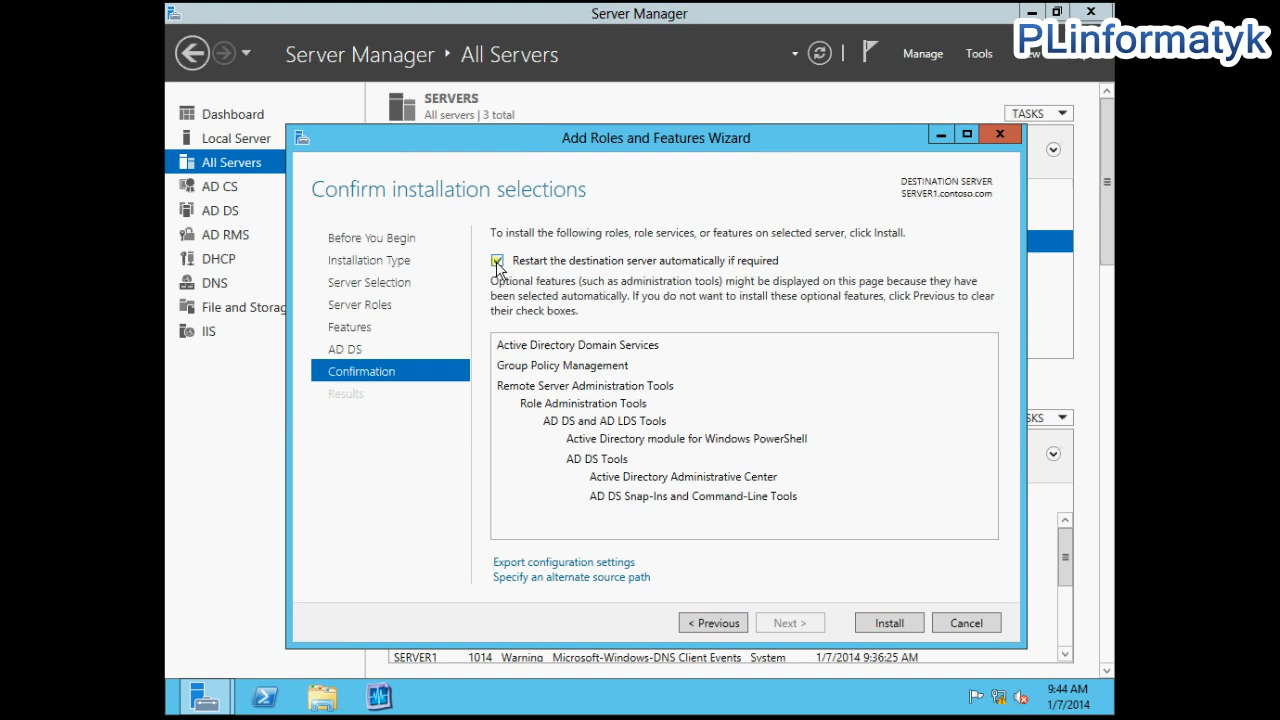 Server Manager
Server Manager • All Servers
Manage
Tools
PLinformatyk
Dashboard
Local Server
All Servers
AD CS
AD DS
AD RMS
DHCP
DNS
File and Storag
IIS
SERVERS
All servers | 3 total
TASKS
Add Roles and Features Wizard
Confirm installation selections
DESTINATION SERVER
SERVER1.contoso.com
Before You Begin
Installation Type
Server Selection
Server Roles
Features
AD DS
Confirmation
Results
To install the following roles, role services, or features on selected server, click Install.
Restart the destination server automatically if required
Optional features (such as administration tools) might be displayed on this page because they have
been selected automatically. If you do not want to install these optional features, click Previous to clear
their check boxes.
Active Directory Domain Services
Group Policy Management
Remote Server Administration Tools
Role Administration Tools
AD DS and AD LDS Tools
Active Directory module for Windows PowerShell
AD DS Tools
Active Directory Administrative Center
AD DS Snap-Ins and Command-Line Tools
Export configuration settings
Specify an alternate source path
< Previous
Next >
Install
Cancel
SKS
SERVER1 1014 Warning Microsoft-Windows-DNS Client Events System 1/7/2014 9:36:25 AM
9:44 AM
1/7/2014